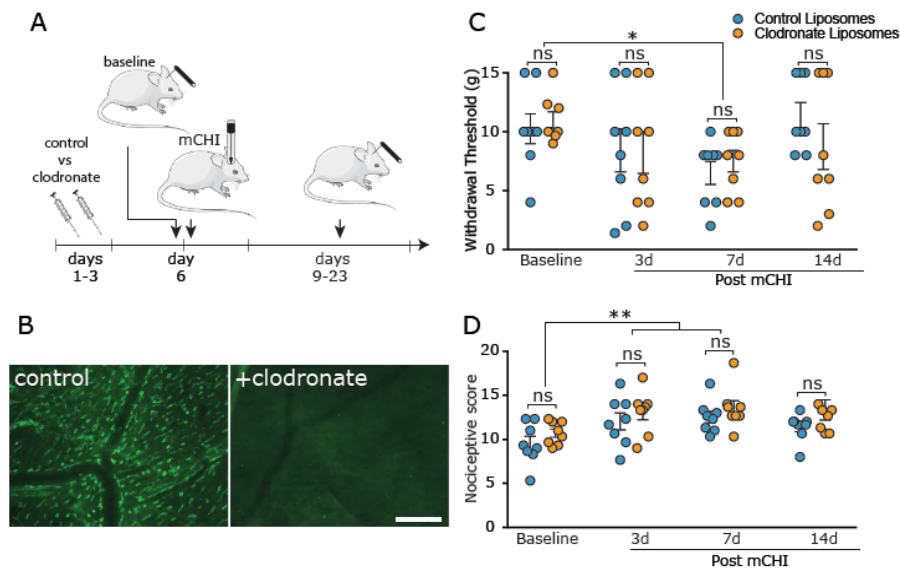 A
baseline
mCHI
control
vs
clodronate
days
1-3
day
6
days
9-23
B
control
+clodronate
C
Control Liposomes
Clodronate Liposomes
*
ns
ns
ns
ns
Withdrawal Threshold (g)
15
10
5
0
Baseline
3d
7d
14d
Post mCHI
D
**
ns
ns
ns
ns
Nociceptive score
20
15
10
5
0
Baseline
3d
7d
14d
Post mCHI